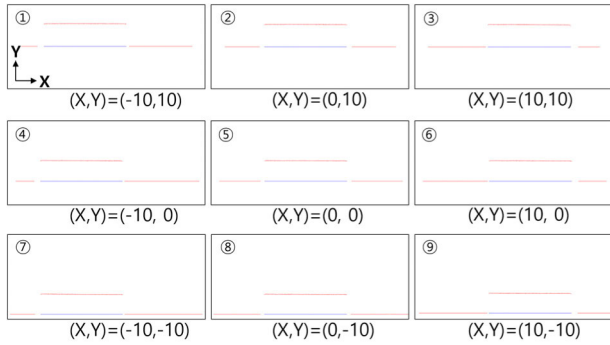 ① ② ③
Y
X
(X,Y)=(-10,10) (0,10) (X,Y)=(10,10)
④ ⑤ ⑥
(X,Y)=(-10, 0) (X,Y)=(0, 0) (X,Y)=(10, 0)
⑦ ⑧ ⑨
(X,Y)=(-10,-10) (X,Y)=(0,-10) (X,Y)=(10,-10)